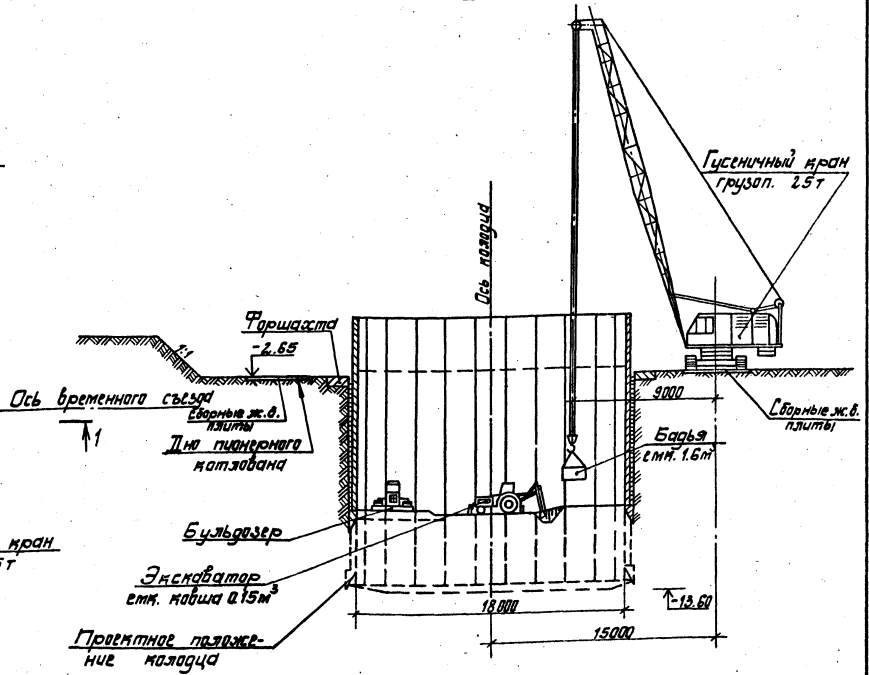 Гусеничный кран
грузоп. 25т
Ось колодца
Форшахта
-2.65
1:1
Ось временного съезда
Сборные ж.б.
плиты
1
Дно пионерного
котлована
9000
Сборные ж.б.
плиты
Бадья
емк. 1.6м³
Бульдозер
кран
т
Экскаватор
емк. ковша 0.15м³
18000
-13.60
15000
Проектное положе-
ние колодца